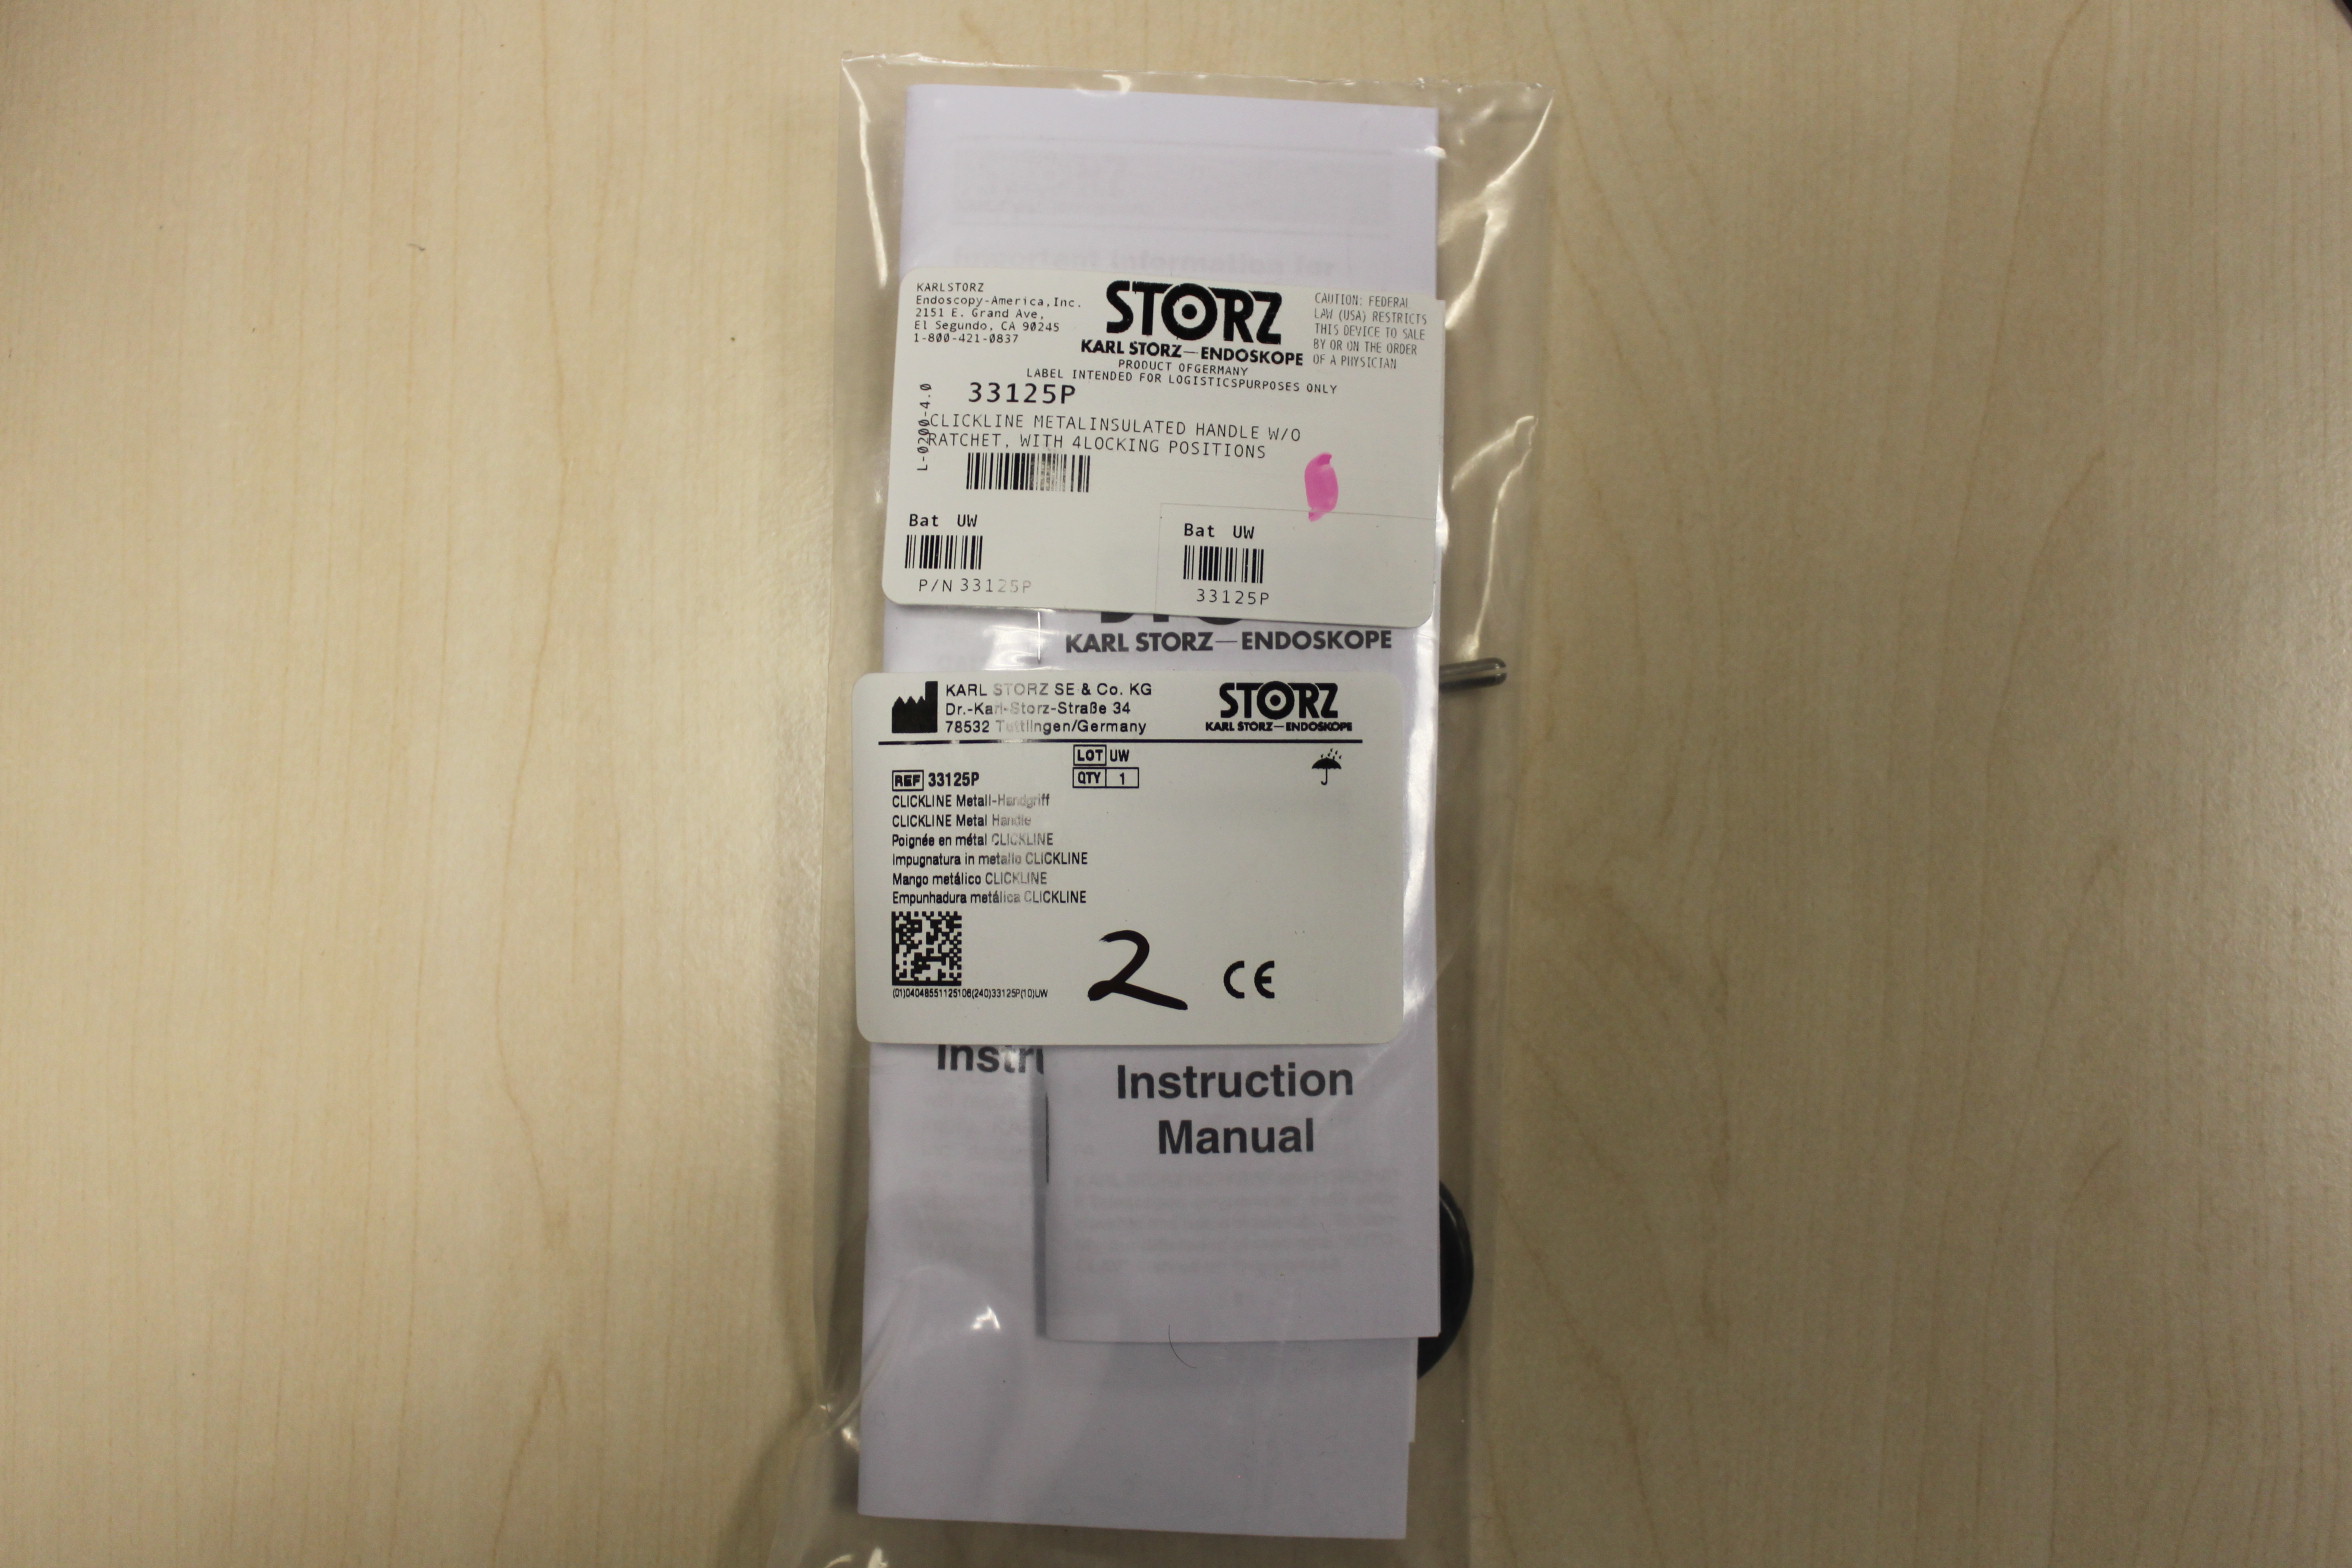 Important Information for
KARL STORZ
Endoscopy-America, Inc.
2151 E. Grand Ave,
El Segundo, CA 90245
1-800-421-0837
STORZ
KARL STORZ—ENDOSKOPE
PRODUCT OFGERMANY
LABEL INTENDED FOR LOGISTICSPURPOSES ONLY
CAUTION: FEDERAL
LAW (USA) RESTRICTS
THIS DEVICE TO SALE
BY OR ON THE ORDER
OF A PHYSICIAN
33125P
L-0200-4.0
CLICKLINE METALINSULATED HANDLE W/O
RATCHET, WITH 4LOCKING POSITIONS
Bat UW
P/N 33125P
Bat UW
33125P
KARL STORZ—ENDOSKOPE
KARL STORZ SE & Co. KG
Dr.-Karl-Storz-Straße 34
78532 Tuttlingen/Germany
STORZ
KARL STORZ—ENDOSKOPE
LOT UW
QTY 1
REF 33125P
CLICKLINE Metall-Handgriff
CLICKLINE Metal Handle
Poignée en métal CLICKLINE
Impugnatura in metallo CLICKLINE
Mango metálico CLICKLINE
Empunhadura metálica CLICKLINE
(01)04048551125106(240)33125P(10)UW
2
CE
Instru
Instruction
Manual